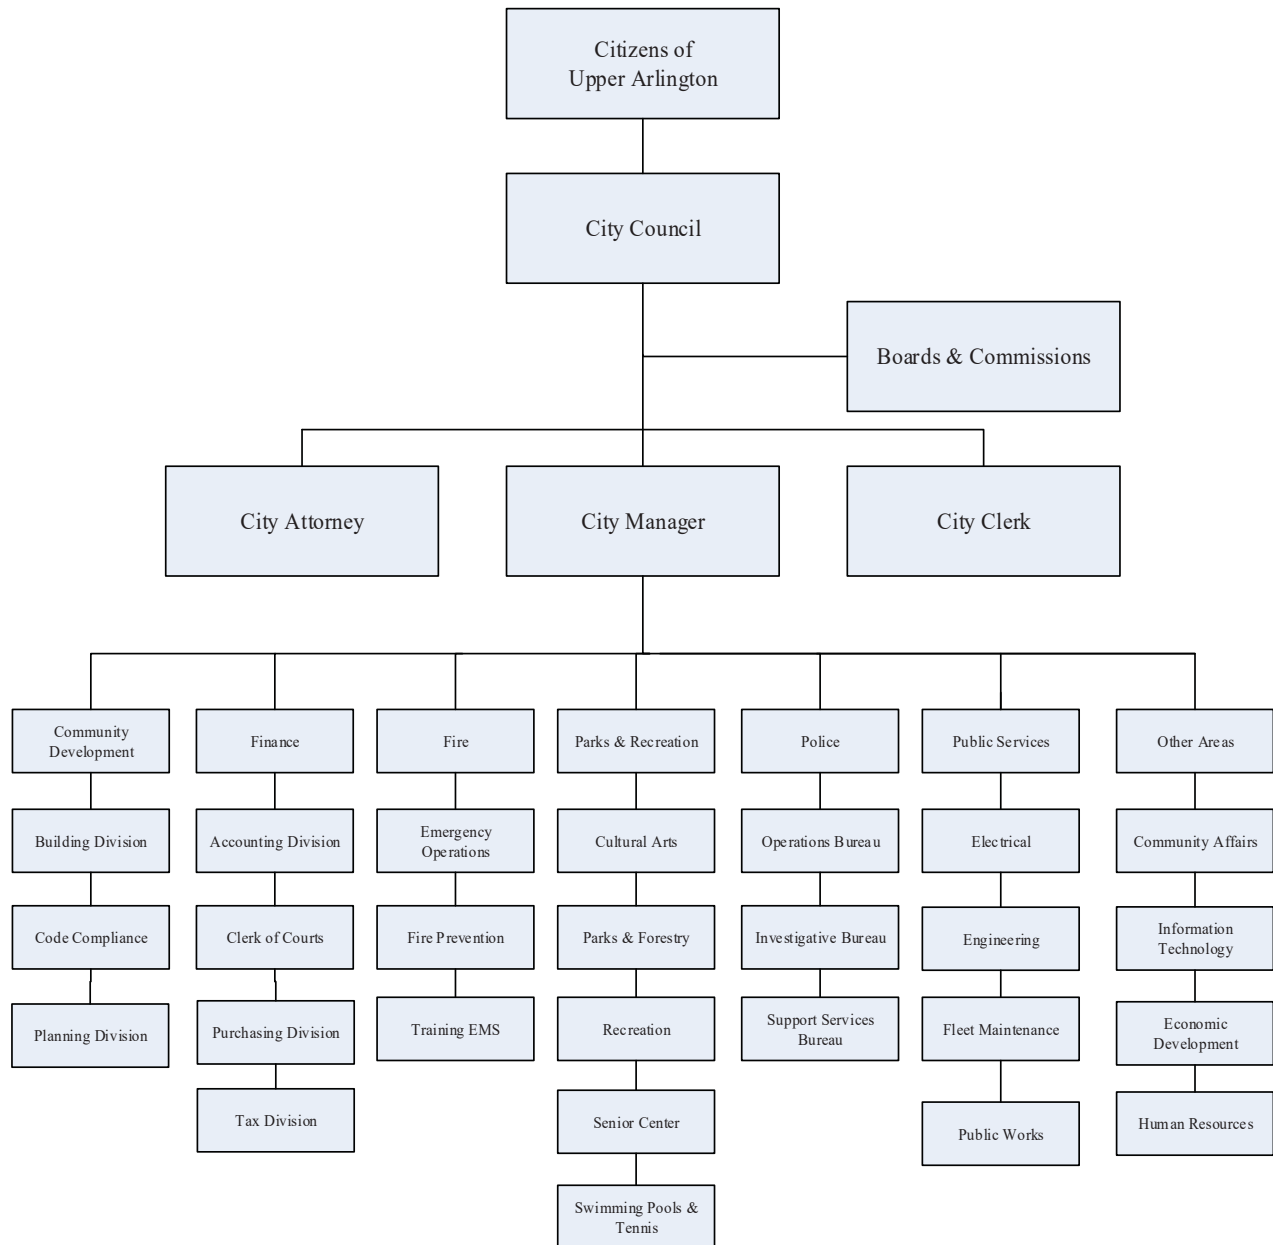 Citizens of
Upper Arlington
City Council
Boards & Commissions
City Attorney
City Manager
City Clerk
Community
Development
Finance
Fire
Parks & Recreation
Police
Public Services
Other Areas
Building Division
Accounting Division
Emergency
Operations
Cultural Arts
Operations Bureau
Electrical
Community Affairs
Code Compliance
Clerk of Courts
Fire Prevention
Parks & Forestry
Investigative Bureau
Engineering
Information
Technology
Planning Division
Purchasing Division
Training EMS
Recreation
Support Services
Bureau
Fleet Maintenance
Economic
Development
Tax Division
Senior Center
Public Works
Human Resources
Swimming Pools &
Tennis